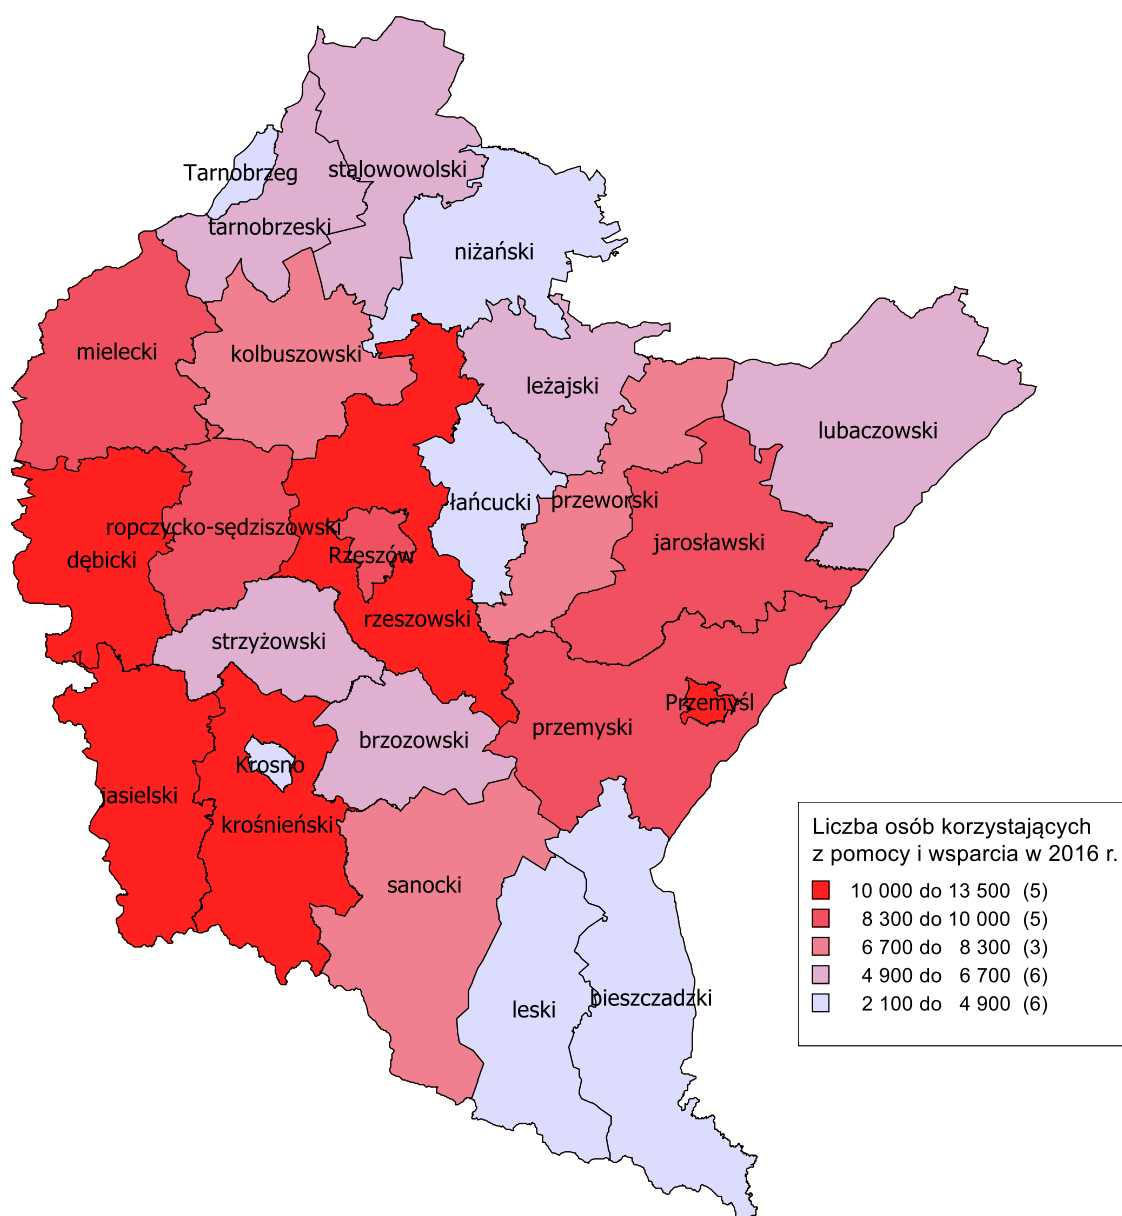 Tarnobrzeg
stalowowolski
tarnobrzeski
niżański
mielecki
kolbuszowski
leżajski
lubaczowski
łańcucki
przeworski
ropczycko-sędziszowski
jarosławski
dębicki
Rzeszów
rzeszowski
strzyżowski
Przemyśl
przemyski
brzozowski
Krosno
jasielski
krośnieński
sanocki
bieszczadzki
leski
Liczba osób korzystających
z pomocy i wsparcia w 2016 r.
10 000 do 13 500 (5)
8 300 do 10 000 (5)
6 700 do 8 300 (3)
4 900 do 6 700 (6)
2 100 do 4 900 (6)